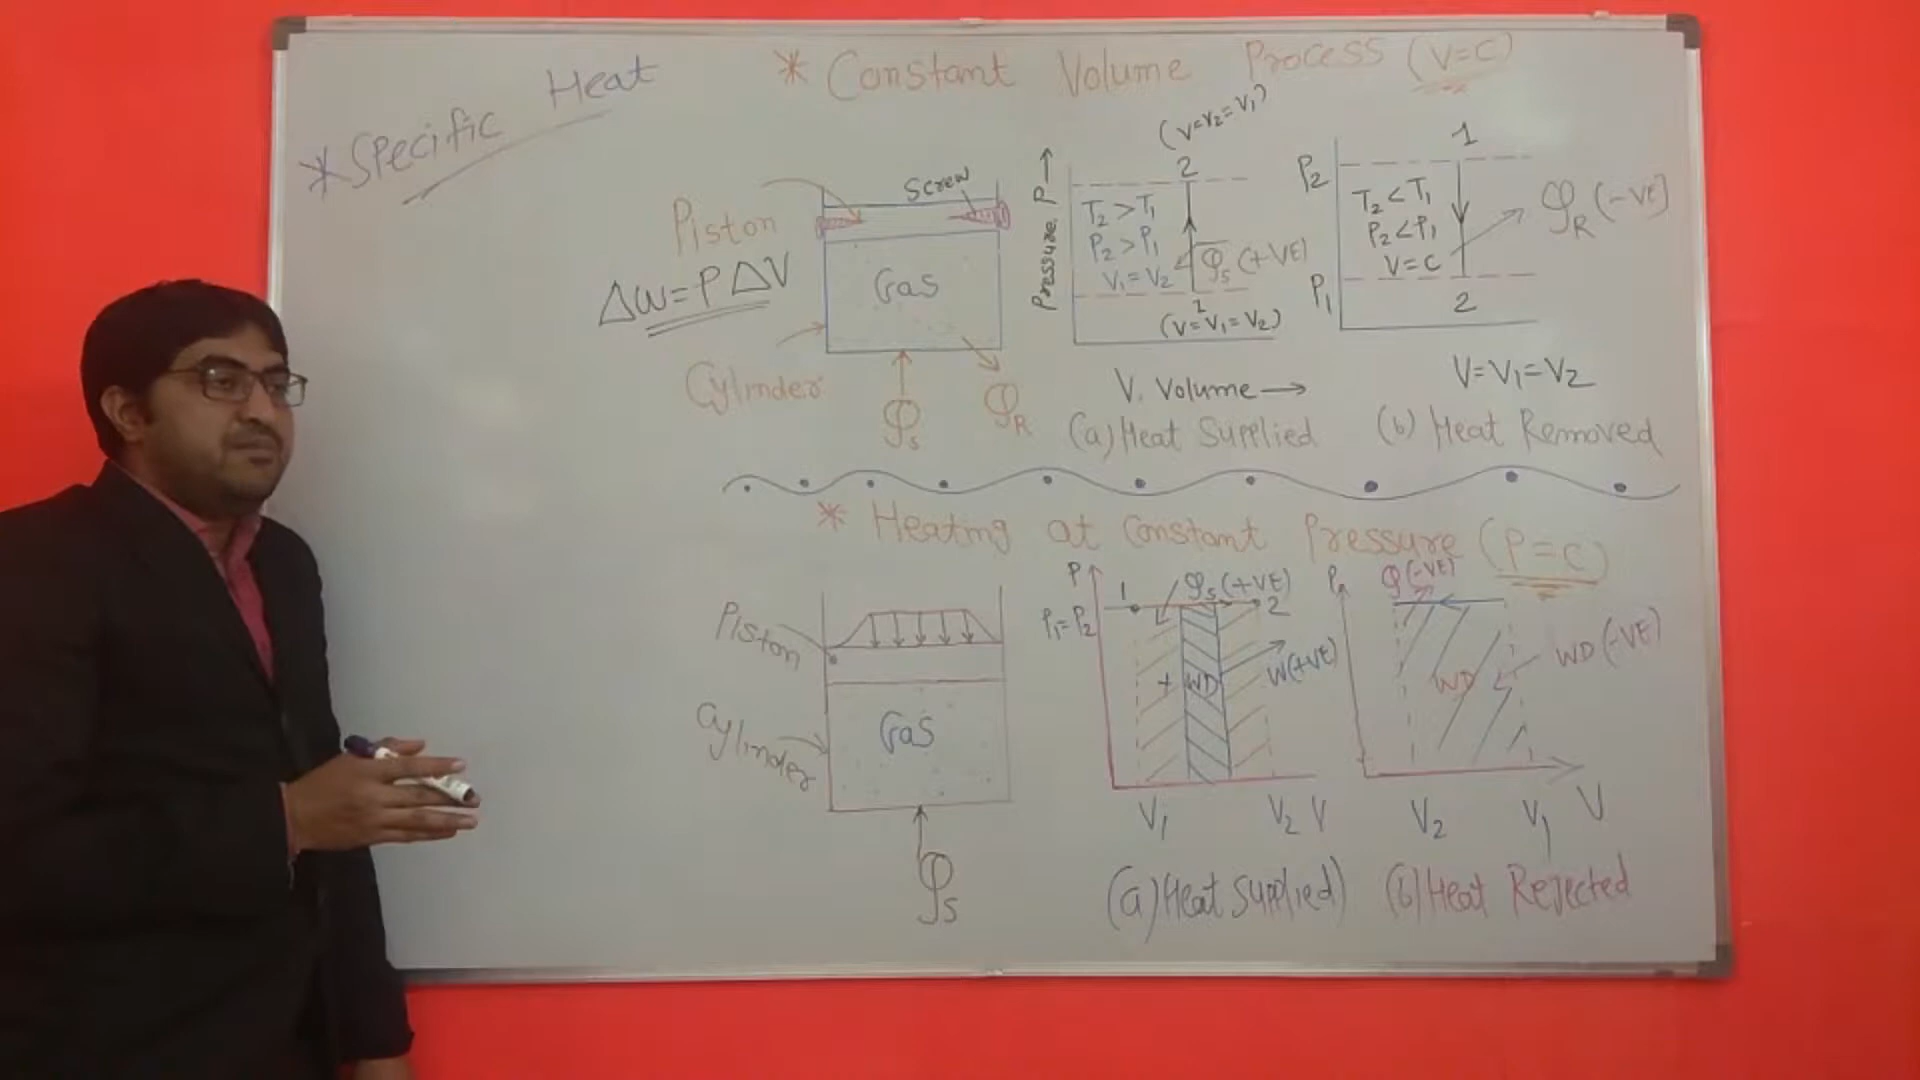 * Specific Heat
* Constant Volume Process (V=C)
Piston
Screw
ΔW=PΔV
Gas
Cylinder
Qs
QR
Pressure, P→
(V=V2=V1)
2
T2>T1
P2>P1
V1=V2
Qs (+VE)
1
(V=V1=V2)
V. Volume→
(a) Heat Supplied
P2
1
T2<T1
P2<P1
V=C
QR (-VE)
P1
2
V=V1=V2
(b) Heat Removed
* Heating at Constant Pressure (P=C)
Piston
Cylinder
Gas
Qs
P
1
Qs (+VE)
2
P1=P2
+ WD
W(+VE)
V1
V2 V
(a) Heat Supplied)
P
Q(-VE)
WD
WD (-VE)
V2
V1
V
(b) Heat Rejected